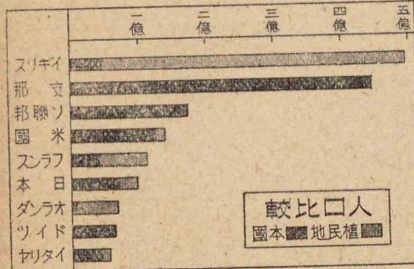 一億
二億
三億
四億
五億
イギリス
支那
ソ聯邦
米國
フランス
日本
オランダ
ドイツ
イタリヤ
人口比較
植民地 本國